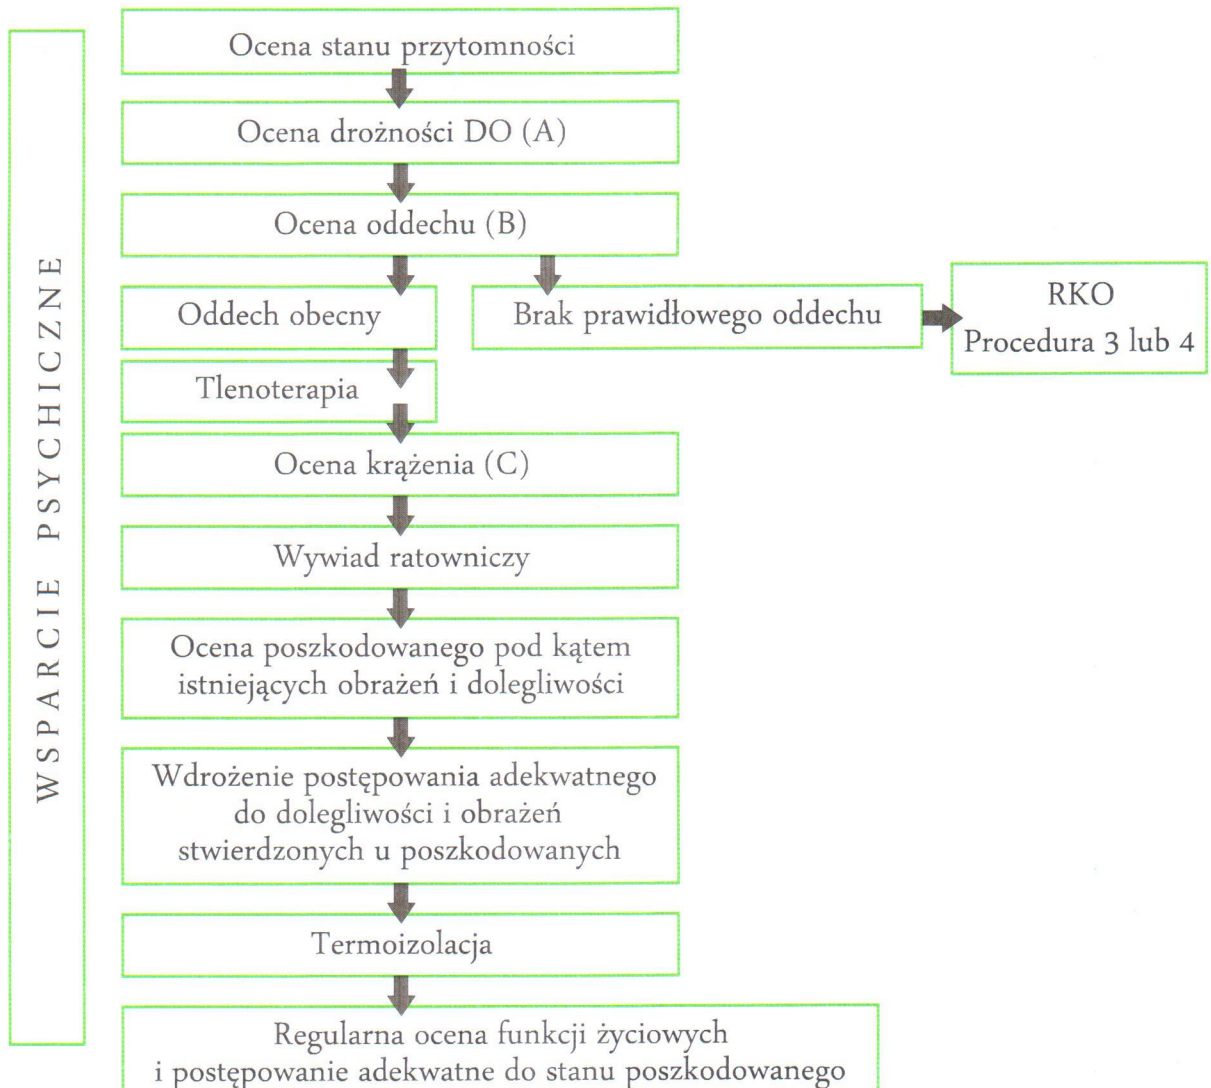 WSPARCIE PSYCHICZNE
Ocena stanu przytomności
Ocena drożności DO (A)
Ocena oddechu (B)
Oddech obecny
Brak prawidłowego oddechu
RKO
Procedura 3 lub 4
Tlenoterapia
Ocena krążenia (C)
Wywiad ratowniczy
Ocena poszkodowanego pod kątem
istniejących obrażeń i dolegliwości
Wdrożenie postępowania adekwatnego
do dolegliwości i obrażeń
stwierdzonych u poszkodowanych
Termoizolacja
Regularna ocena funkcji życiowych
i postępowanie adekwatne do stanu poszkodowanego